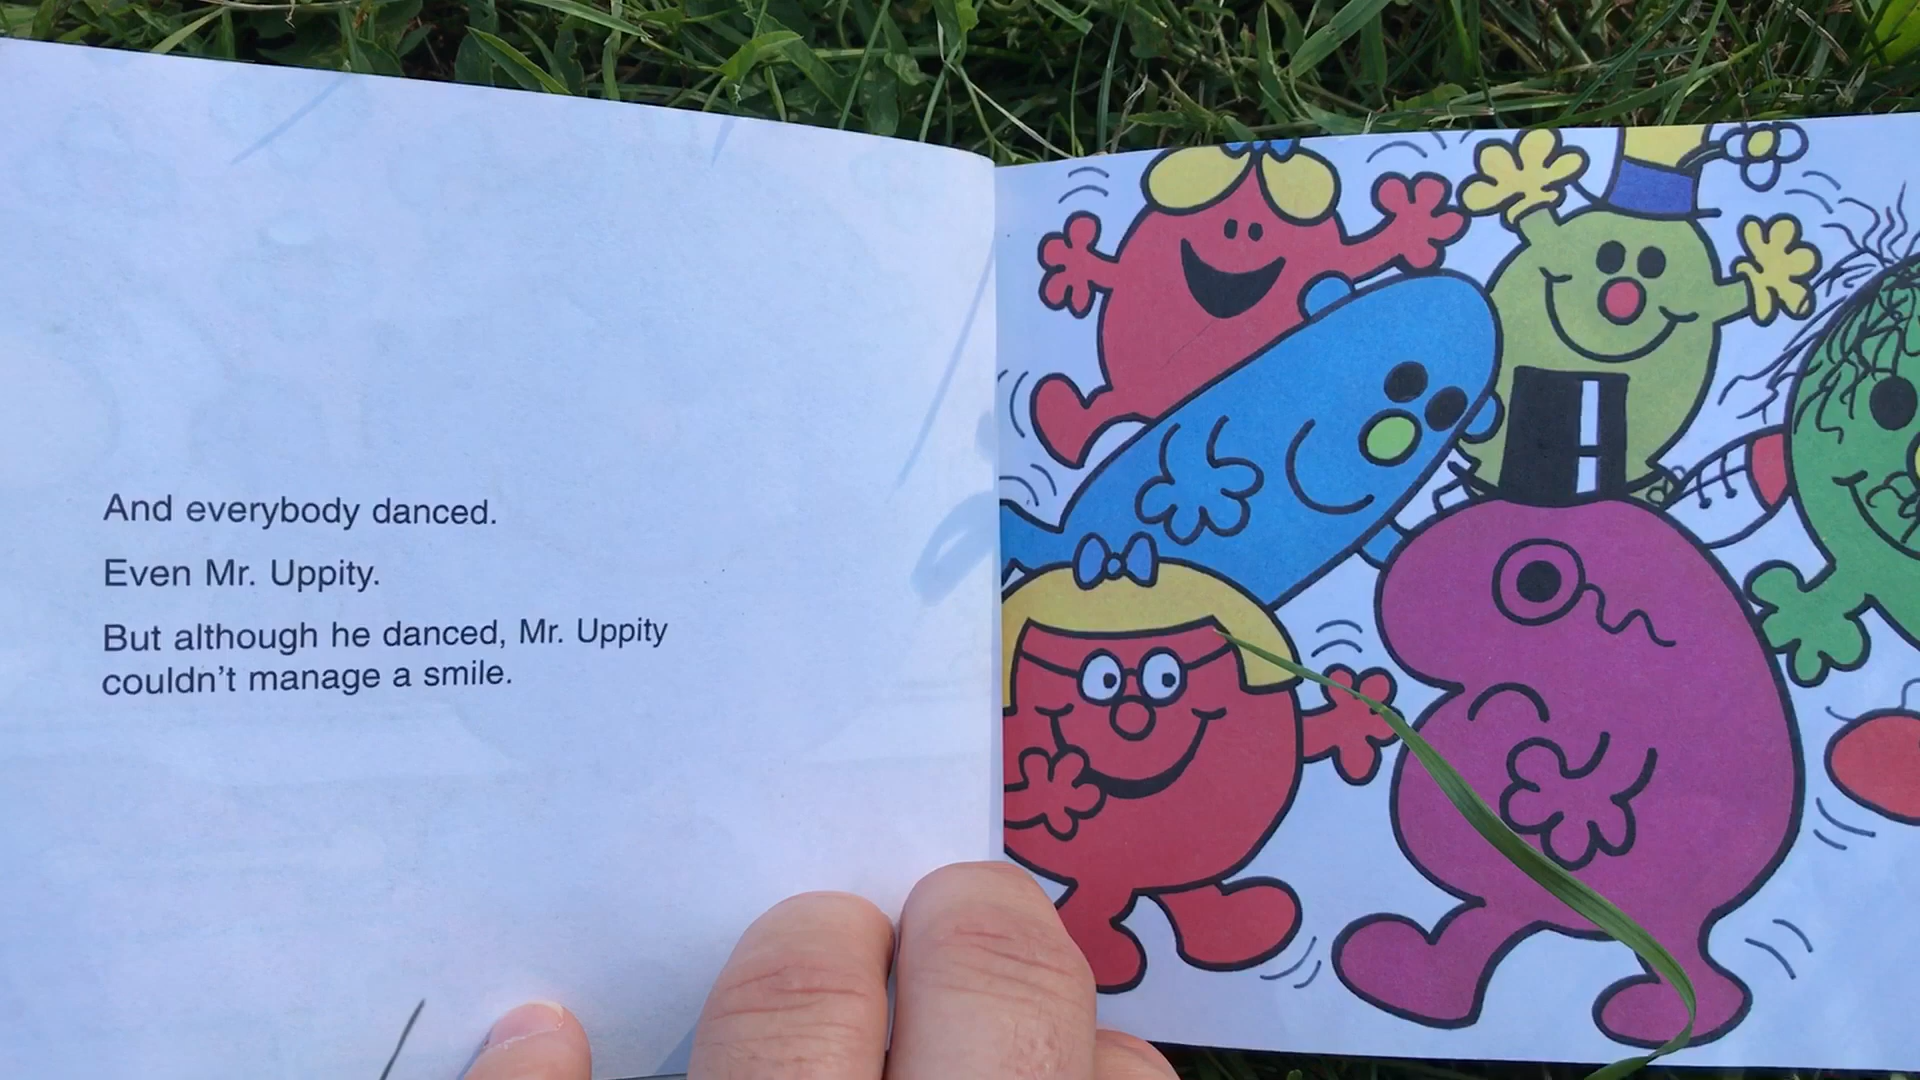 And everybody danced.
Even Mr. Uppity.
But although he danced, Mr. Uppity
couldn't manage a smile.